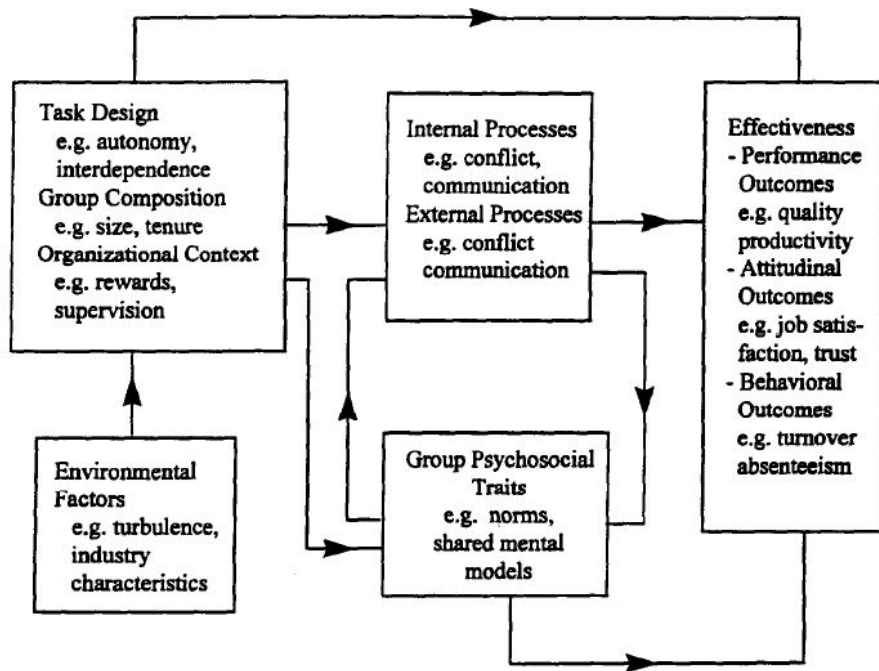 Task Design
e.g. autonomy,
interdependence
Group Composition
e.g. size, tenure
Organizational Context
e.g. rewards,
supervision
Environmental
Factors
e.g. turbulence,
industry
characteristics
Internal Processes
e.g. conflict,
communication
External Processes
e.g. conflict
communication
Group Psychosocial
Traits
e.g. norms,
shared mental
models
Effectiveness
- Performance
Outcomes
e.g. quality
productivity
- Attitudinal
Outcomes
e.g. job satis-
faction, trust
- Behavioral
Outcomes
e.g. turnover
absenteeism